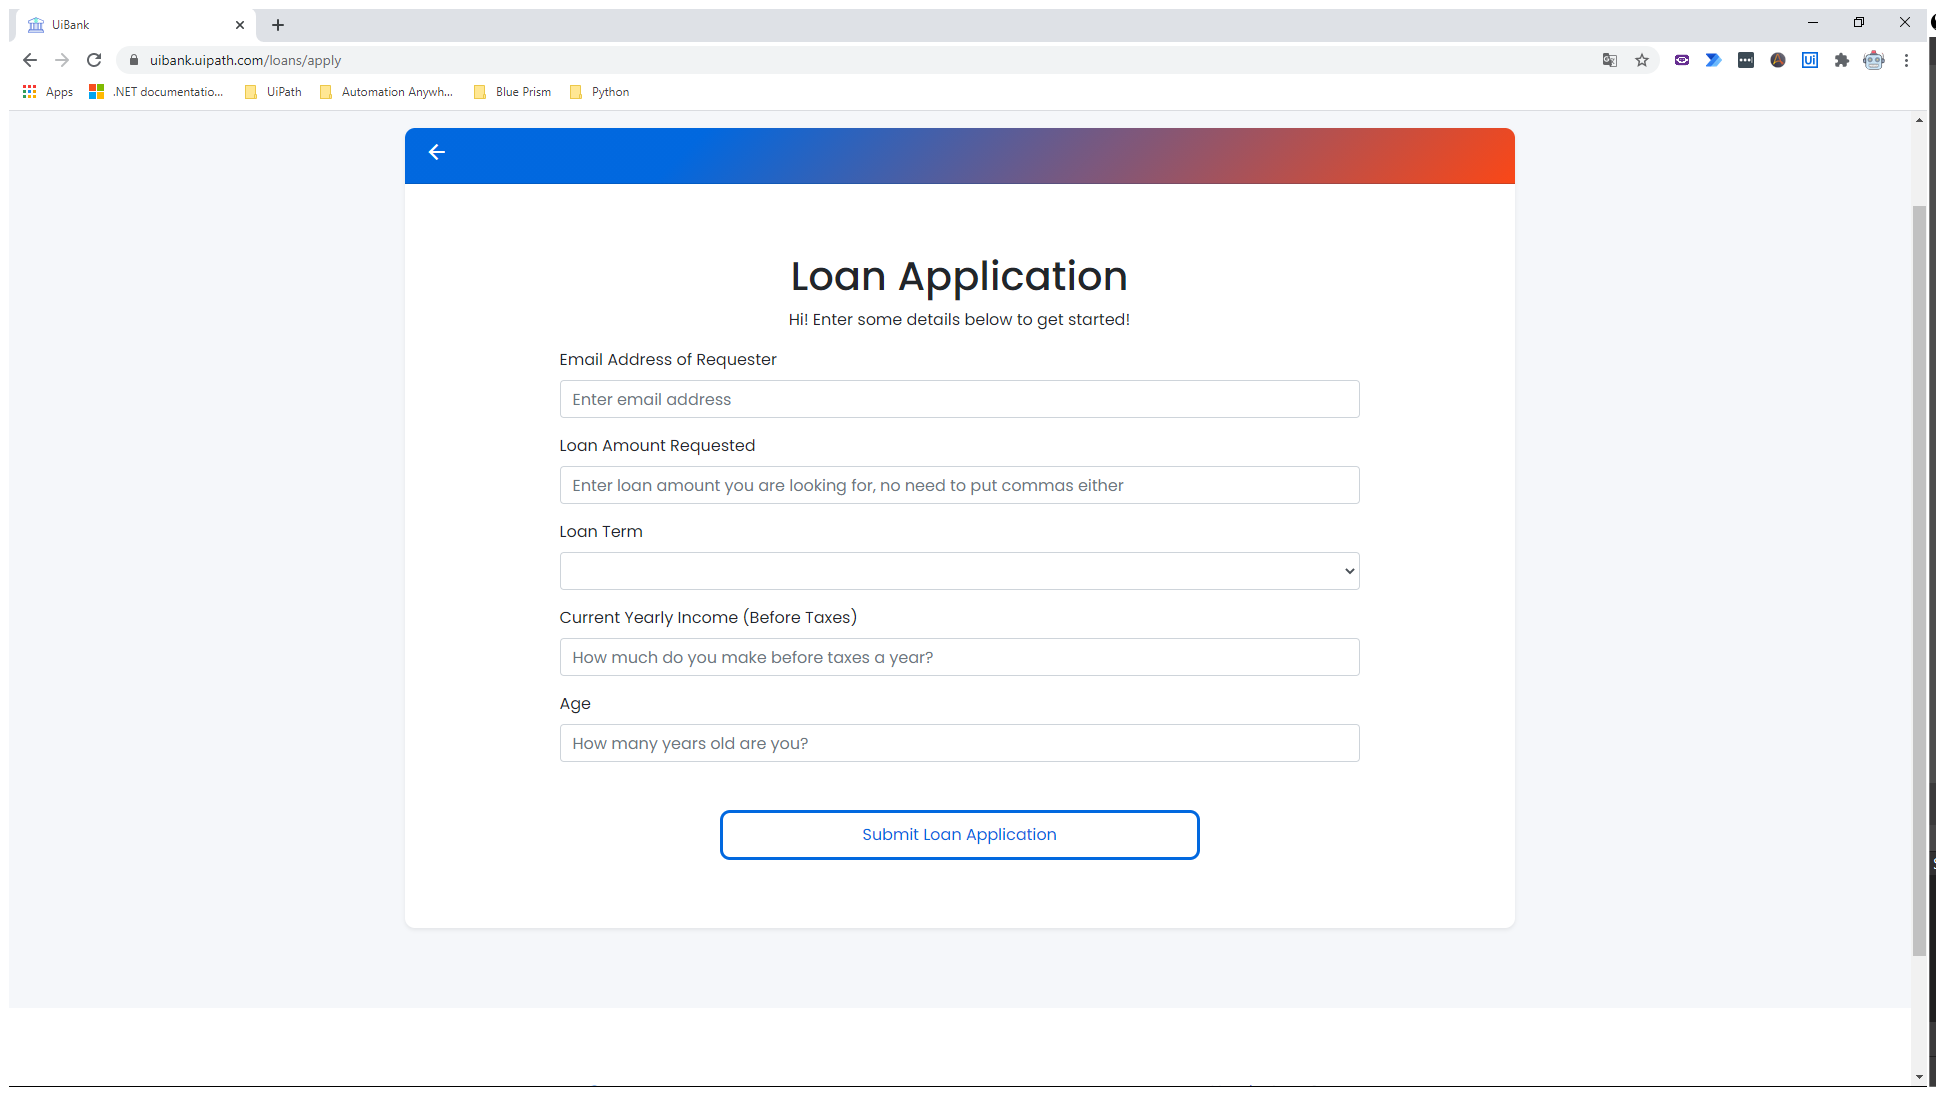 UiBank
uibank.uipath.com/loans/apply
Apps .NET documentatio... UiPath Automation Anywh... Blue Prism Python
Loan Application
Hi! Enter some details below to get started!
Email Address of Requester
Enter email address
Loan Amount Requested
Enter loan amount you are looking for, no need to put commas either
Loan Term
Current Yearly Income (Before Taxes)
How much do you make before taxes a year?
Age
How many years old are you?
Submit Loan Application